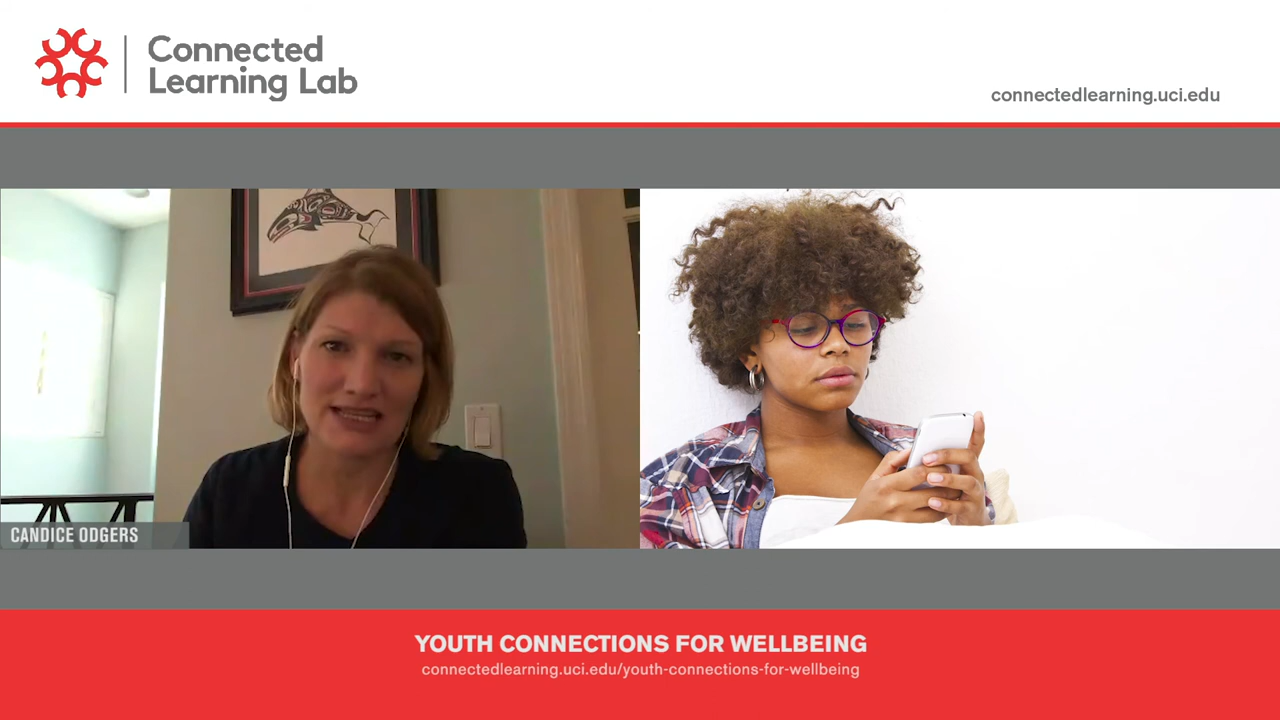 Connected
Learning Lab
connectedlearning.uci.edu
CANDICE ODGERS
YOUTH CONNECTIONS FOR WELLBEING
connectedlearning.uci.edu/youth-connections-for-wellbeing